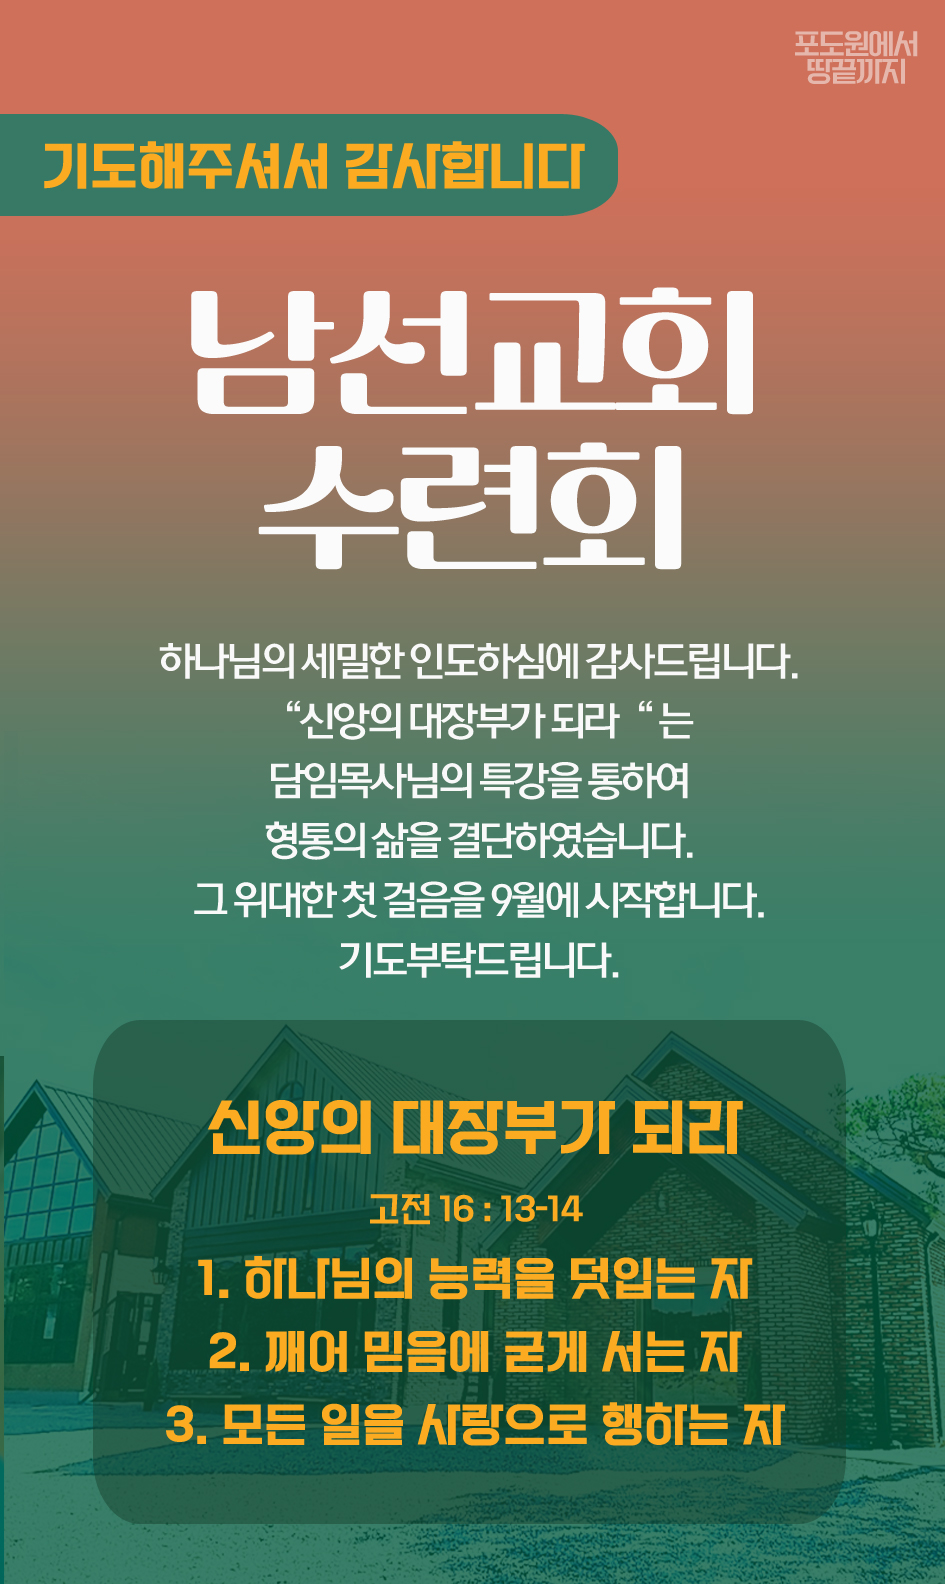 포도원에서
땅끝까지
기도해주셔서 감사합니다
남선교회
수련회
하나님의 세밀한 인도하심에 감사드립니다.
“신앙의 대장부가 되라 “ 는
담임목사님의 특강을 통하여
형통의 삶을 결단하였습니다.
그 위대한 첫 걸음을 9월에 시작합니다.
기도부탁드립니다.
신앙의 대장부가 되라
고전 16 : 13-14
1. 하나님의 능력을 덧입는 자
2. 깨어 믿음에 굳게 서는 자
3. 모든 일을 사랑으로 행하는 자